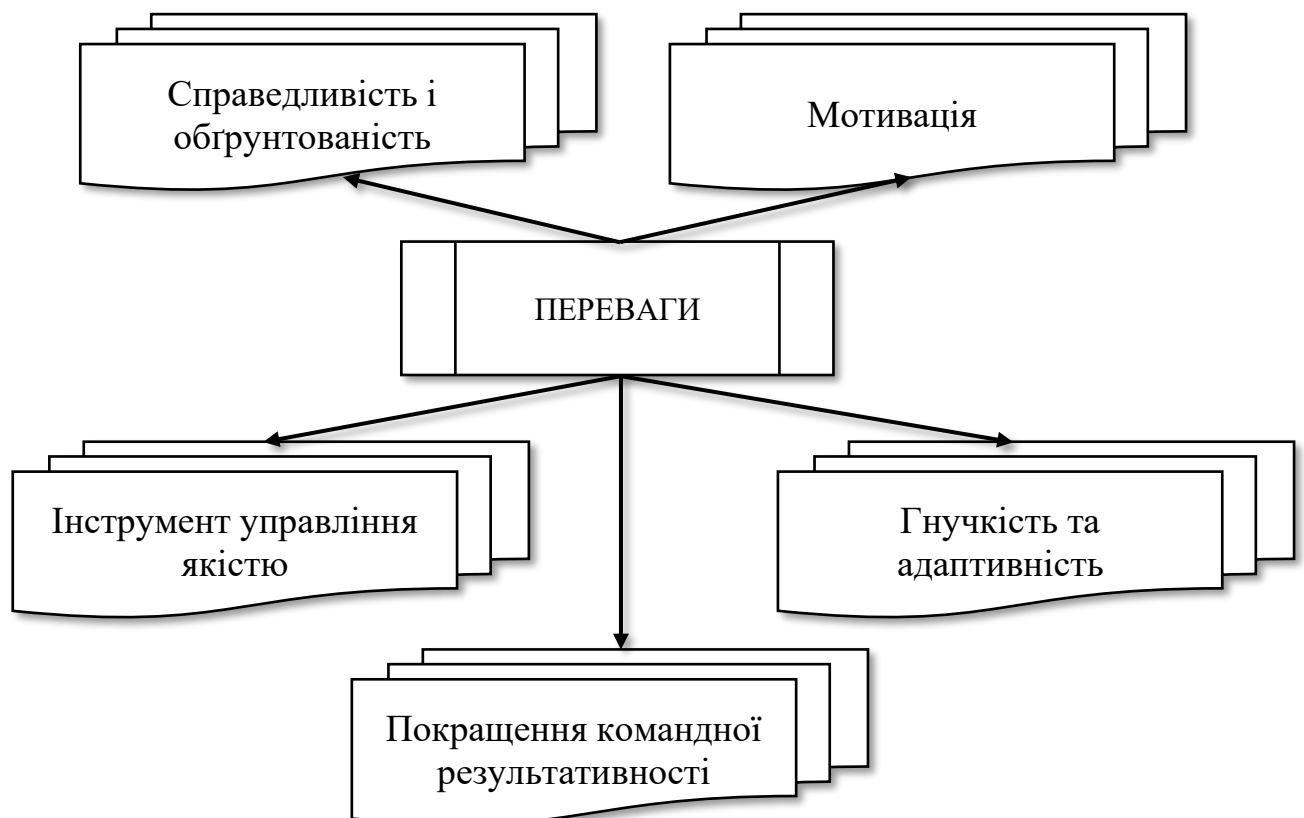 Справедливість і
обґрунтованість
Мотивація
ПЕРЕВАГИ
Інструмент управління
якістю
Гнучкість та
адаптивність
Покращення командної
результативності